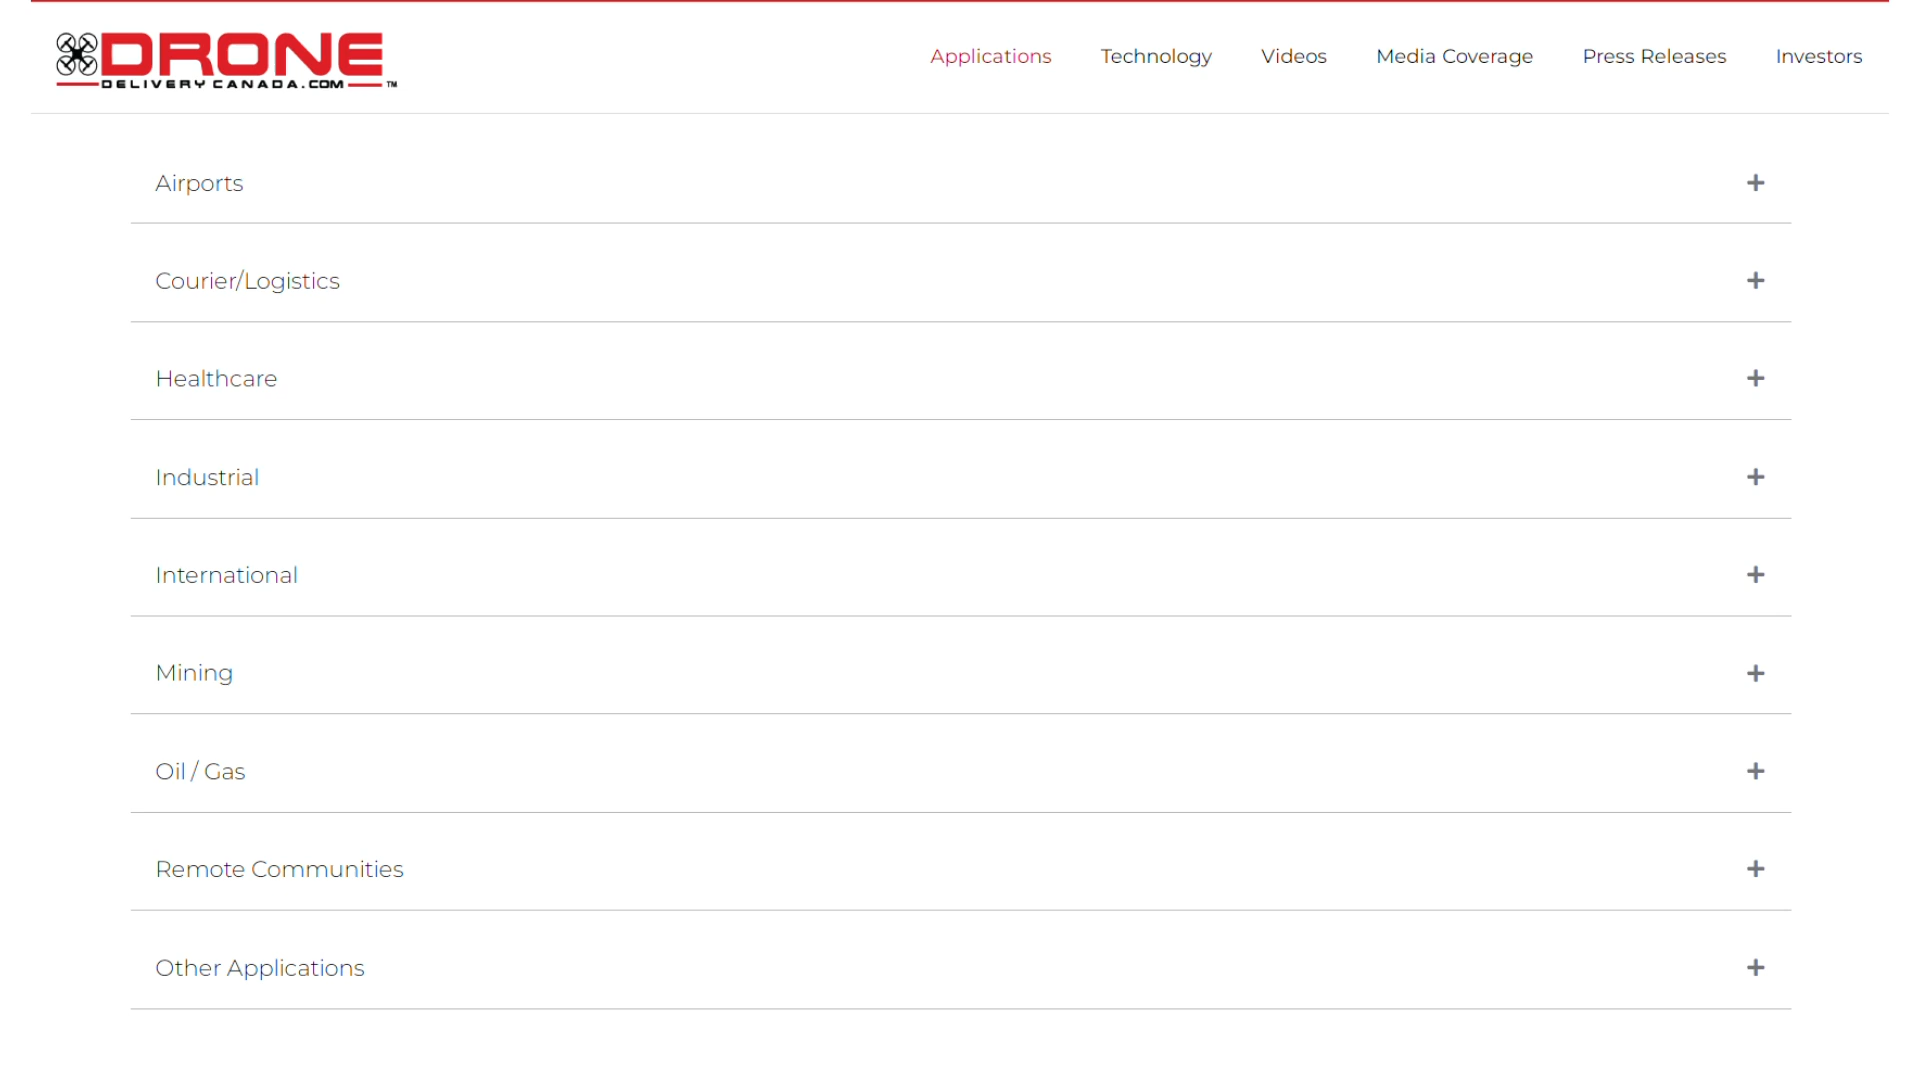 DRONE
DELIVERY CANADA.COM ™
Applications Technology Videos Media Coverage Press Releases Investors
Airports
Courier/Logistics
Healthcare
Industrial
International
Mining
Oil / Gas
Remote Communities
Other Applications